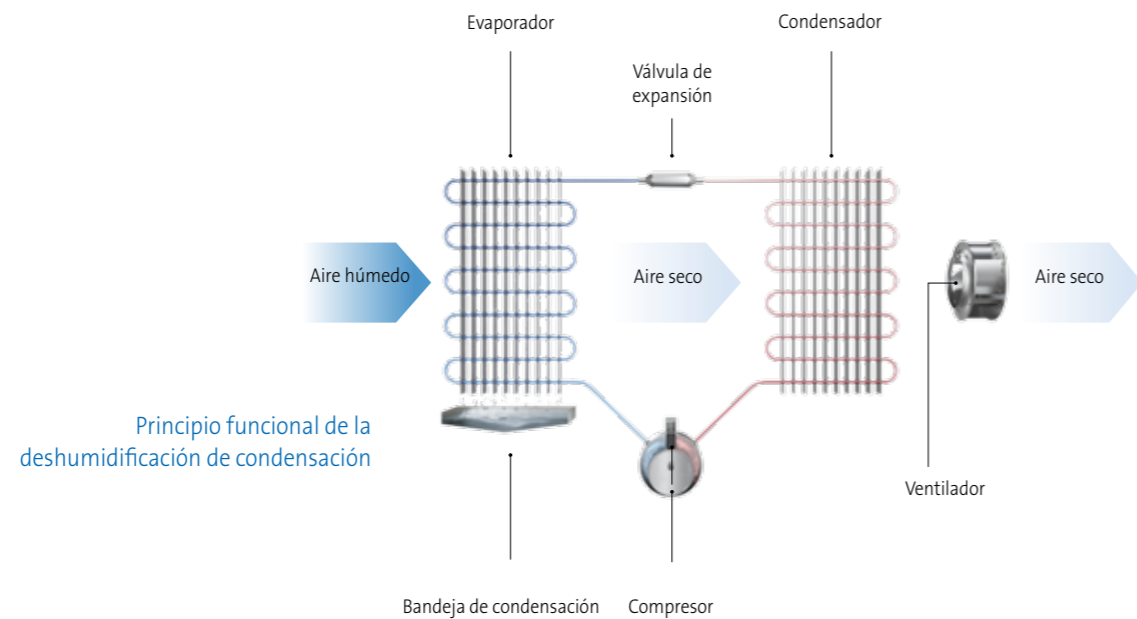 Evaporador
Condensador
Válvula de
expansión
Aire húmedo
Aire seco
Aire seco
Principio funcional de la
deshumidificación de condensación
Ventilador
Bandeja de condensación
Compresor